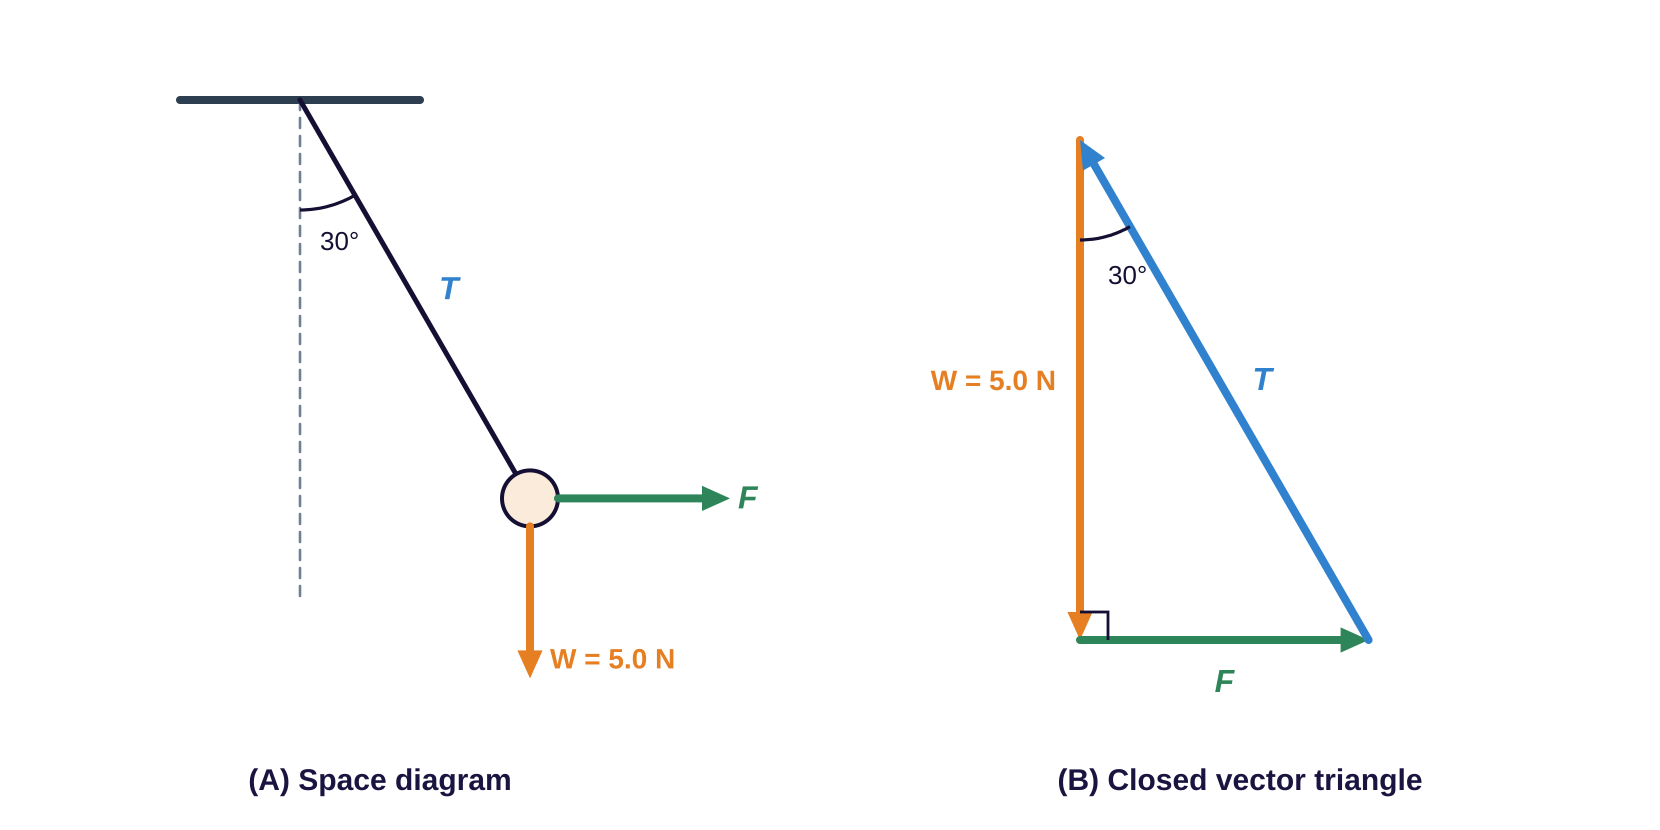 30°
T
F
W = 5.0 N
(A) Space diagram
30°
W = 5.0 N
T
F
(B) Closed vector triangle